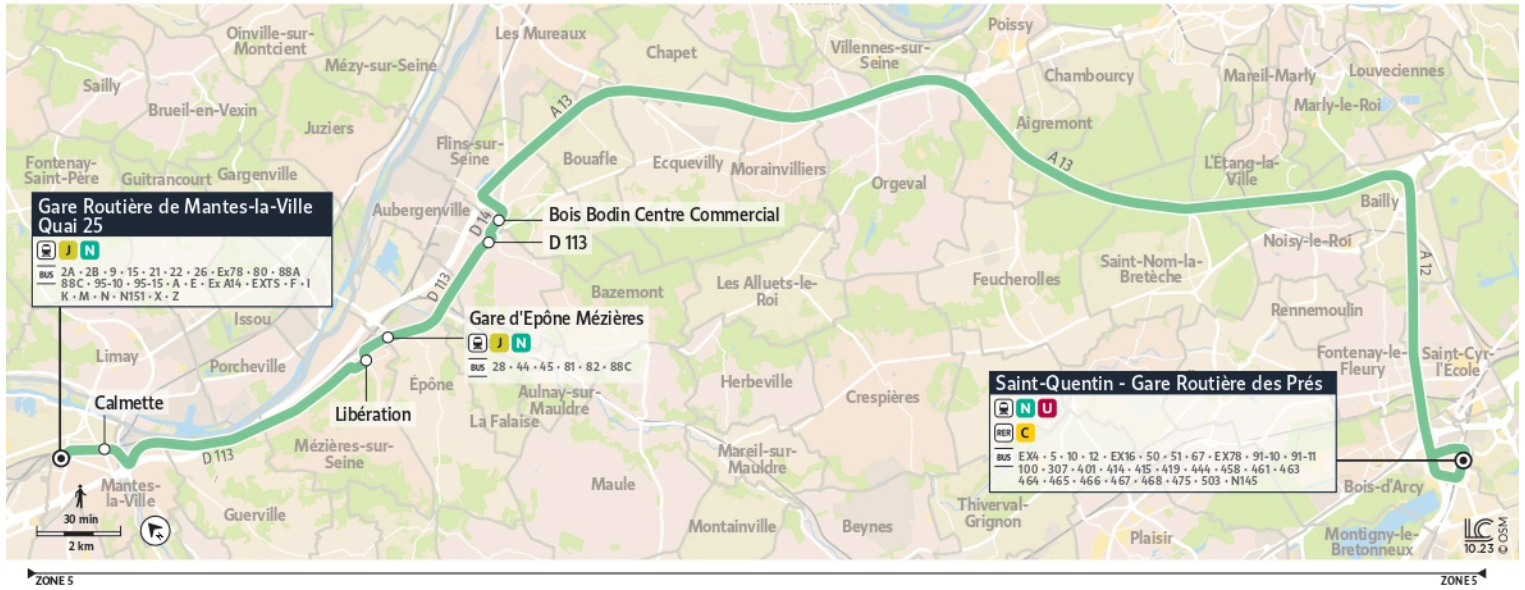 Oinville-sur-
Montcient
Les Mureaux
Chapet
Villennes-sur-
Seine
Poissy
Mézy-sur-Seine
Sailly
Brueil-en-Vexin
Juziers
Chambourcy
Mareil-Marly
Louveciennes
Marly-le-Roi
A 13
Aigremont
Flins-sur-
Seine
Bouafle
Ecquevilly
Morainvilliers
Orgeval
A 13
L'Étang-la-
Ville
Fontenay-
Saint-Père
Guitrancourt
Gargenville
Bailly
Gare Routière de Mantes-la-Ville
Quai 25
J N
BUS 2A • 2B • 9 • 15 • 21 • 22 • 26 • Ex78 • 80 • 88A
88C • 95-10 • 95-15 • A • E • Ex A14 • EXTS • F • I
K • M • N • N151 • X • Z
Aubergenville
D 14
Bois Bodin Centre Commercial
D 113
D 113
Noisy-le-Roi
A 12
Saint-Nom-la-
Bretèche
Feucherolles
Les Alluets-le-
Roi
Bazemont
Rennemoulin
Issou
Gare d'Epône Mézières
J N
BUS 28 • 44 • 45 • 81 • 82 • 88C
Limay
Porcheville
Épône
Aulnay-sur-
Mauldre
La Falaise
Herbeville
Crespières
Fontenay-le-
Fleury
Saint-Cyr-
l'École
Saint-Quentin - Gare Routière des Prés
N U
RER C
BUS EX4 • 5 • 10 • 12 • EX16 • 50 • 51 • 67 • EX78 • 91-10 • 91-11
100 • 307 • 401 • 414 • 415 • 419 • 444 • 458 • 461 • 463
464 • 465 • 466 • 467 • 468 • 475 • 503 • N145
Calmette
Libération
D 113
Mézières-sur-
Seine
Mareil-sur-
Mauldre
Mantes-
la-Ville
Guerville
Maule
Montainville
Beynes
Thiverval-
Grignon
Plaisir
Bois-d'Arcy
Montigny-le-
Bretonneux
30 min
2 km
LC
10.23
© OSM
ZONE 5
ZONE 5